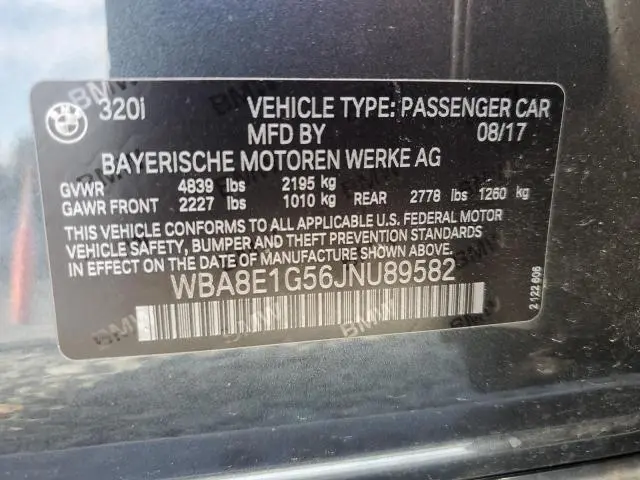 BMW 320i VEHICLE TYPE: PASSENGER CAR
MFD BY 08/17
BAYERISCHE MOTOREN WERKE AG
GVWR 4839 lbs 2195 kg
GAWR FRONT 2227 lbs 1010 kg REAR 2778 lbs 1260 kg
THIS VEHICLE CONFORMS TO ALL APPLICABLE U.S. FEDERAL MOTOR
VEHICLE SAFETY, BUMPER AND THEFT PREVENTION STANDARDS
IN EFFECT ON THE DATE OF MANUFACTURE SHOWN ABOVE.
WBA8E1G56JNU89582
2122606